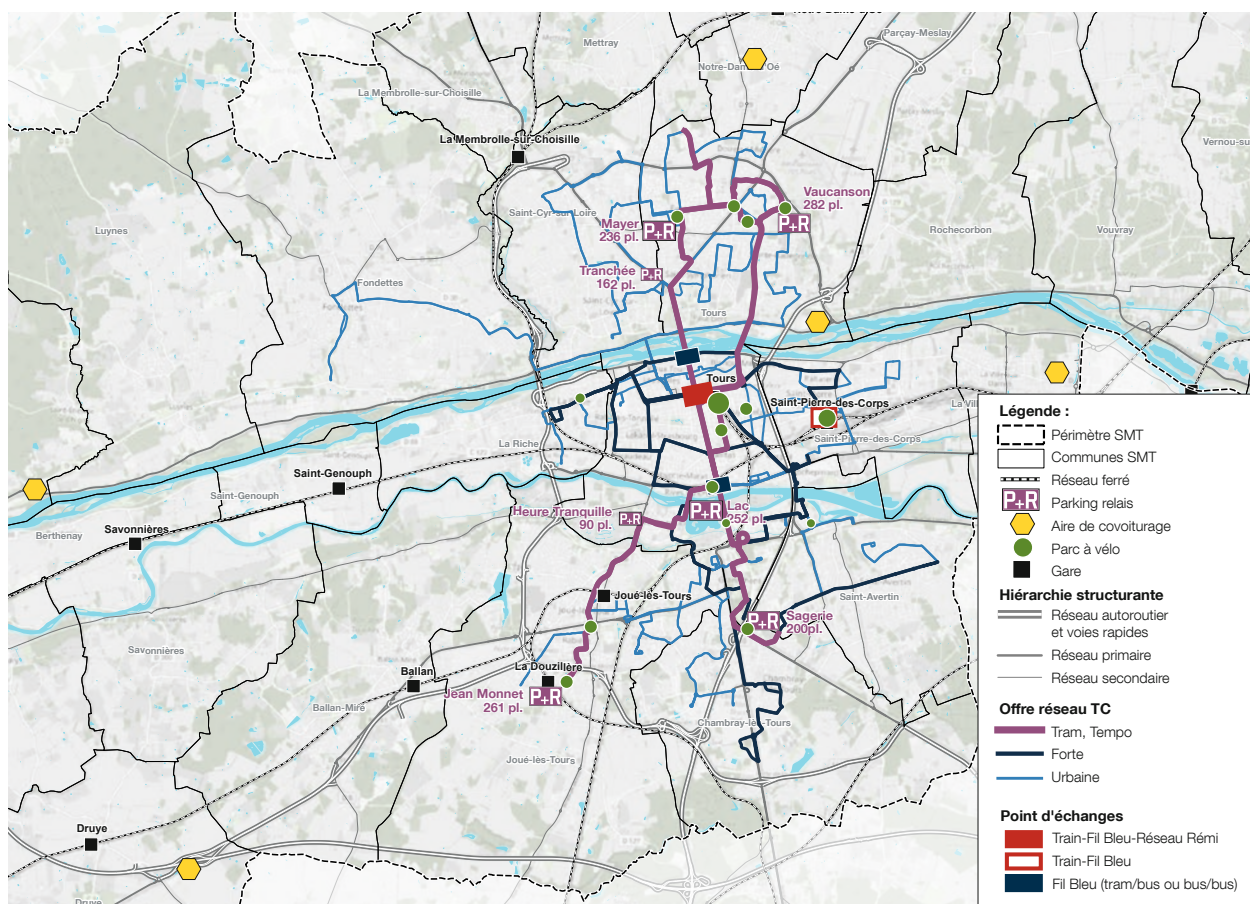 Mettray
Notre-Dame-d'Oé
Parçay-Meslay
La Membrolle-sur-Choisille
La Membrolle-sur-Choisille
Vernou-su
Luynes
Saint-Cyr-sur-Loire
Vaucanson
282 pl.
P+R
Mayer
236 pl.
P+R
Rochecorbon
Vouvray
Tranchée
162 pl.
P+R
Fondettes
Tours
Tours
Saint-Pierre-des-Corps
La Vil
Saint-Pierre-des-Corps
La Riche
Saint-Genouph
Saint-Genouph
Savonnières
Berthenay
Heure Tranquille
90 pl.
P+R
P+R
Lac
252 pl.
Joué-lès-Tours
Saint-Avertin
Sagerie
200pl.
P+R
Savonnières
Ballan
La Douzillère
Jean Monnet
261 pl.
P+R
Ballan-Miré
Chambray-lès-Tours
Joué-lès-Tours
Druye
Druye
Légende :
Périmètre SMT
Communes SMT
Réseau ferré
P+R Parking relais
Aire de covoiturage
Parc à vélo
Gare
Hiérarchie structurante
Réseau autoroutier
et voies rapides
Réseau primaire
Réseau secondaire
Offre réseau TC
Tram, Tempo
Forte
Urbaine
Point d'échanges
Train-Fil Bleu-Réseau Rémi
Train-Fil Bleu
Fil Bleu (tram/bus ou bus/bus)